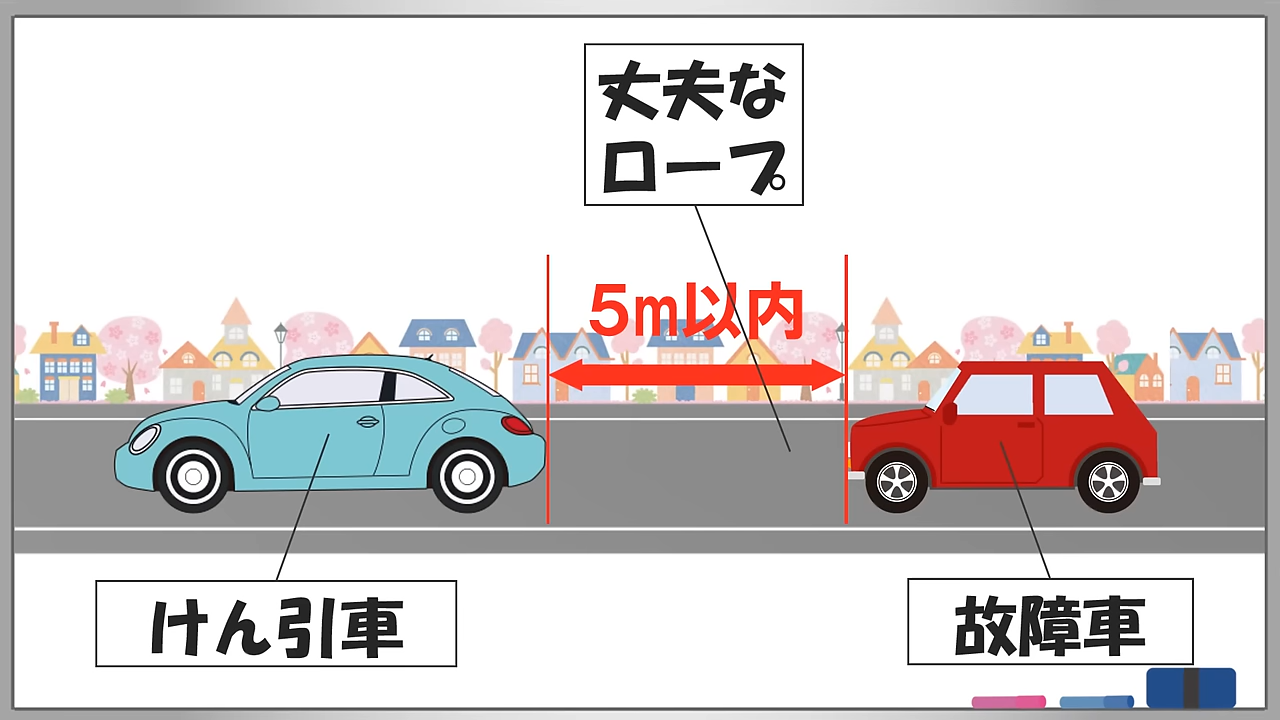 丈夫な
ロープ
5m以内
けん引車
故障車